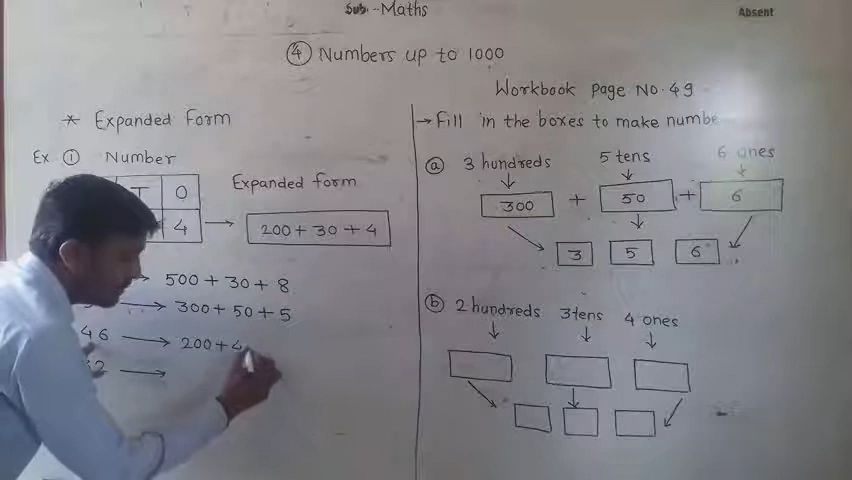 Sub:-Maths
Absent
④ Numbers up to 1000
* Expanded form
Ex ① Number
Expanded form
T O
4 → 200 + 30 + 4
→ 500 + 30 + 8
→ 300 + 50 + 5
46 → 200 + 4
32 →
Workbook Page No. 49
→ Fill in the boxes to make numbe
ⓐ 3 hundreds 5 tens 6 ones
300 + 50 + 6
3 5 6
ⓑ 2 hundreds 3 tens 4 ones